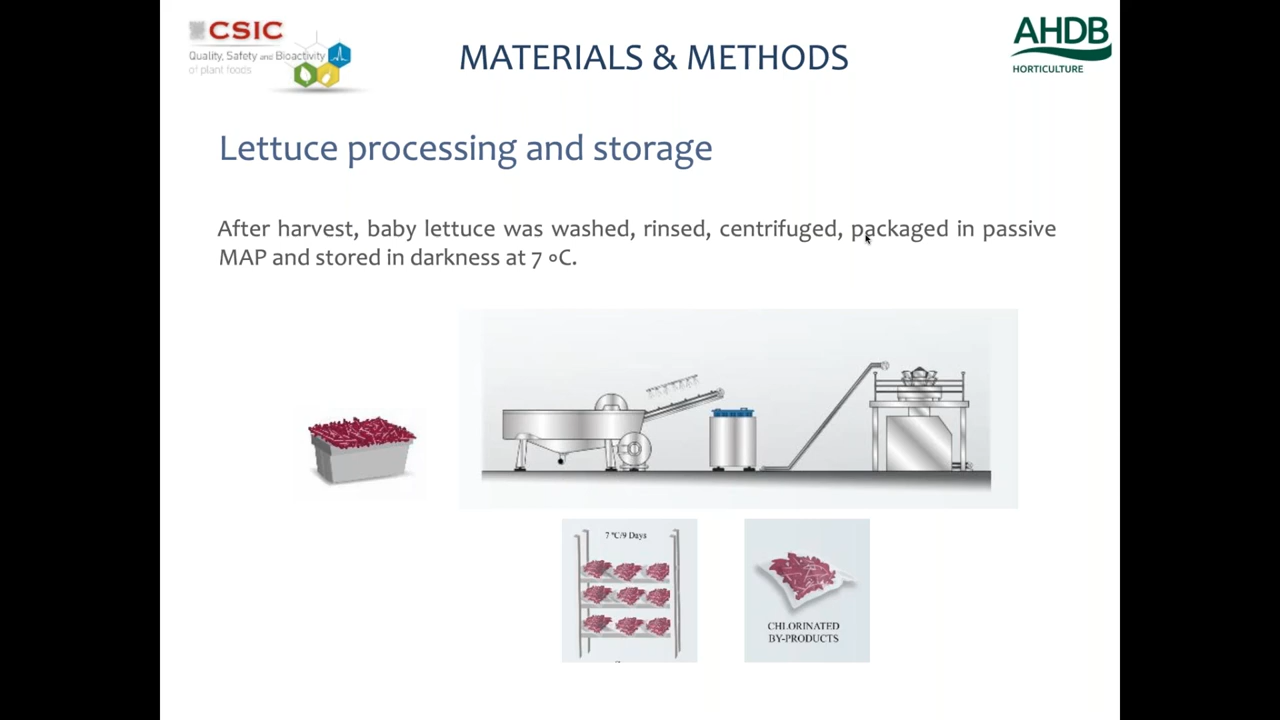 CSIC
Quality, Safety and Bioactivity
of plant foods
MATERIALS & METHODS
AHDB
HORTICULTURE
Lettuce processing and storage
After harvest, baby lettuce was washed, rinsed, centrifuged, packaged in passive
MAP and stored in darkness at 7 ºC.
7 ºC/9 Days
CHLORINATED
BY-PRODUCTS